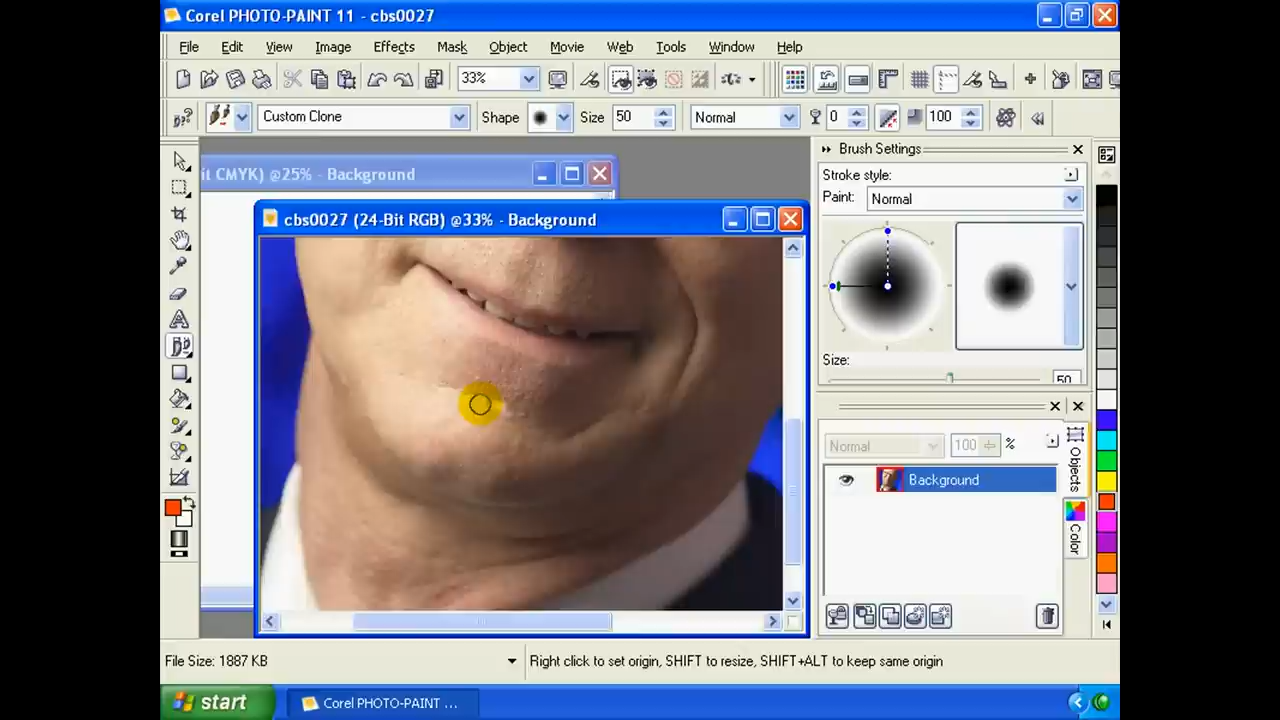 Corel PHOTO-PAINT 11 - cbs0027
File Edit View Image Effects Mask Object Movie Web Tools Window Help
33%
Custom Clone Shape Size 50 Normal 0 100
Brush Settings
Stroke style:
Paint: Normal
Size: 50
it CMYK) @25% - Background
cbs0027 (24-Bit RGB) @33% - Background
Normal 100 %
Background
Objects
Color
File Size: 1887 KB Right click to set origin, SHIFT to resize, SHIFT+ALT to keep same origin
start Corel PHOTO-PAINT ...